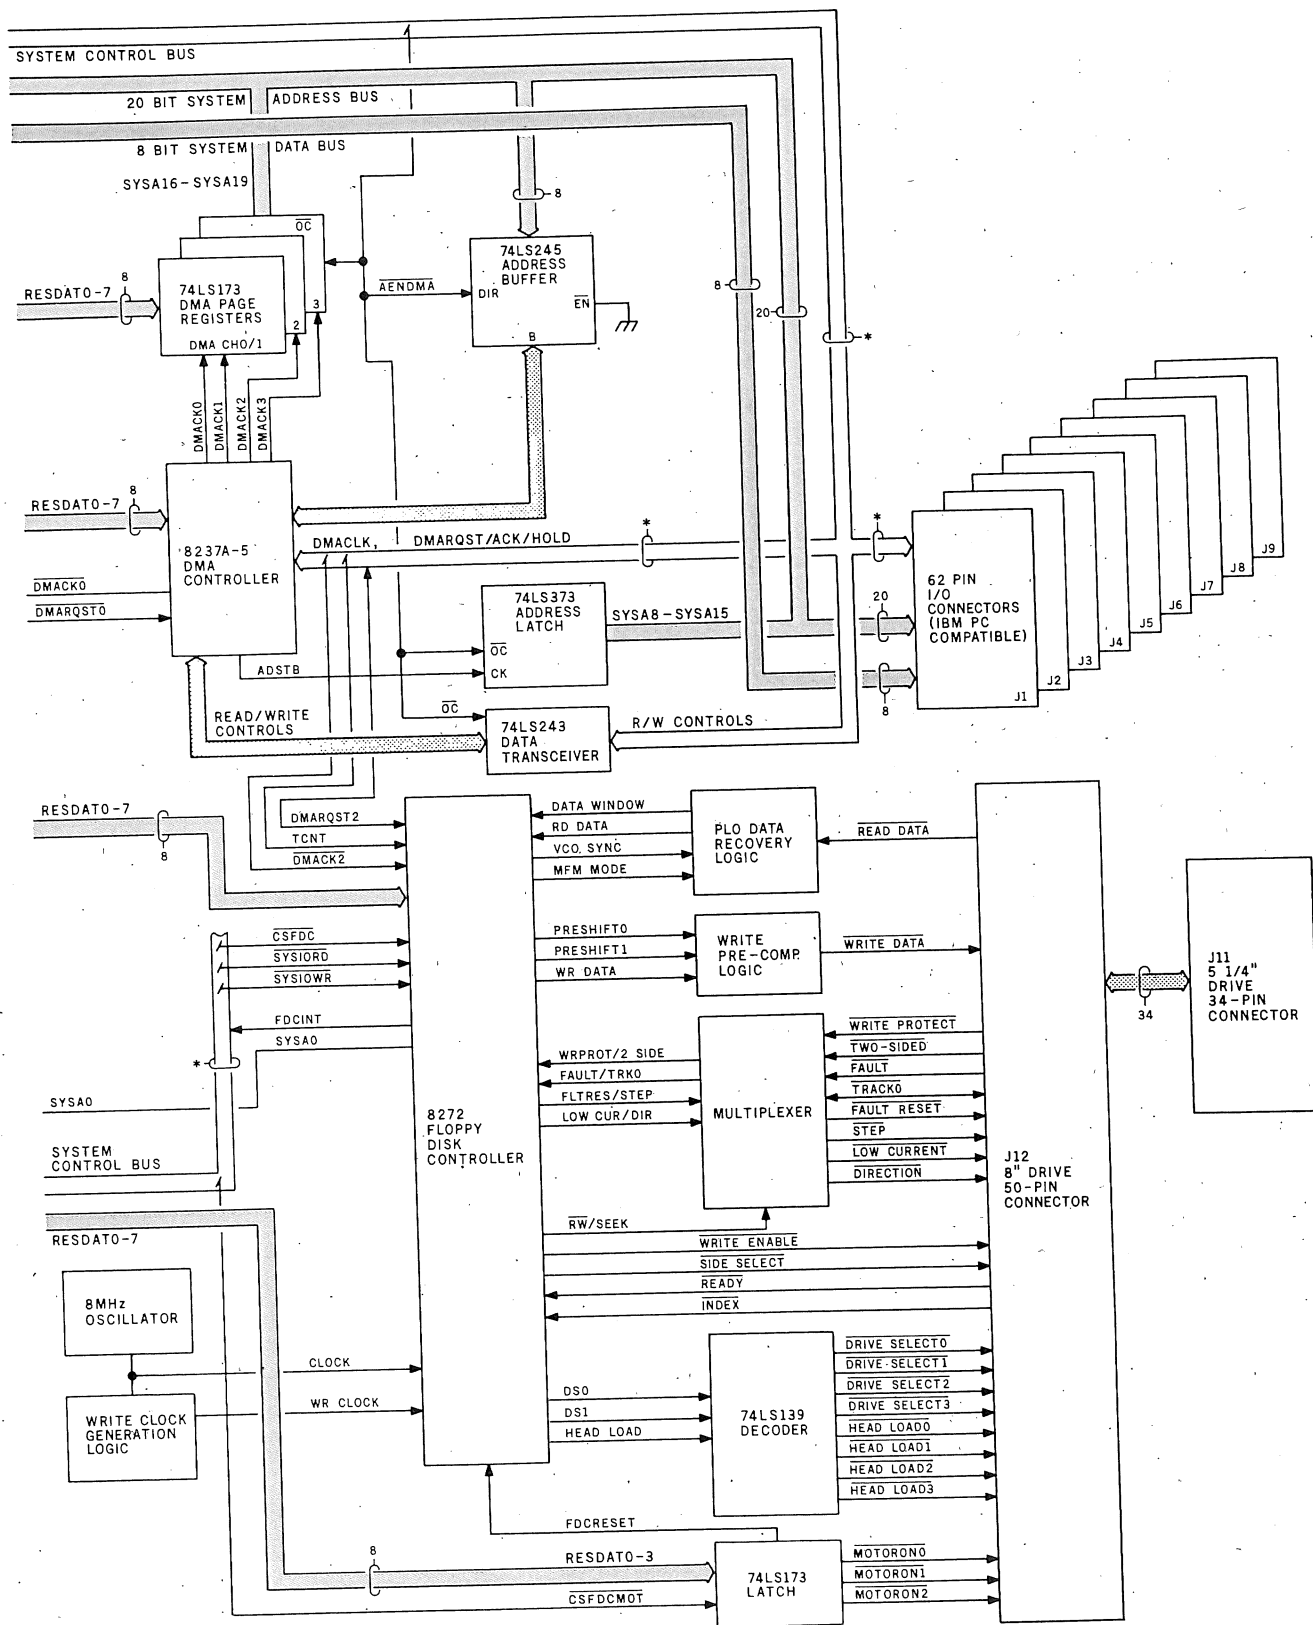 SYSTEM CONTROL BUS
20 BIT SYSTEM ADDRESS BUS
8 BIT SYSTEM DATA BUS
SYSA16-SYSA19
8
OC
74LS245
ADDRESS
BUFFER
DIR
EN
B
AENDMA
RESDAT0-7
8
74LS173
DMA PAGE
REGISTERS
DMA CH0/1
2
3
8
20
*
DMACK0
DMACK1
DMACK2
DMACK3
RESDAT0-7
8
8237A-5
DMA
CONTROLLER
DMACK0
DMARQST0
DMACLK, DMARQST/ACK/HOLD
*
*
74LS373
ADDRESS
LATCH
OC
CK
SYSA8-SYSA15
20
8
ADSTB
62 PIN
I/O
CONNECTORS
(IBM PC
COMPATIBLE)
J1
J2
J3
J4
J5
J6
J7
J8
J9
READ/WRITE
CONTROLS
OC
74LS243
DATA
TRANSCEIVER
R/W CONTROLS
RESDAT0-7
8
DMARQST2
TCNT
DMACK2
DATA WINDOW
RD DATA
VCO SYNC
MFM MODE
PLO DATA
RECOVERY
LOGIC
READ DATA
CSFDC
SYSIORD
SYSIOWR
FDCINT
SYSA0
*
PRESHIFT0
PRESHIFT1
WR DATA
WRITE
PRE-COMP
LOGIC
WRITE DATA
J11
5 1/4"
DRIVE
34-PIN
CONNECTOR
34
WRPROT/2 SIDE
FAULT/TRK0
FLTRES/STEP
LOW CUR/DIR
MULTIPLEXER
WRITE PROTECT
TWO-SIDED
FAULT
TRACK0
FAULT RESET
STEP
LOW CURRENT
DIRECTION
8272
FLOPPY
DISK
CONTROLLER
J12
8" DRIVE
50-PIN
CONNECTOR
SYSA0
SYSTEM
CONTROL BUS
RESDAT0-7
RW/SEEK
WRITE ENABLE
SIDE SELECT
READY
INDEX
8MHz
OSCILLATOR
CLOCK
WRITE CLOCK
GENERATION
LOGIC
WR CLOCK
DS0
DS1
HEAD LOAD
74LS139
DECODER
DRIVE SELECT0
DRIVE SELECT1
DRIVE SELECT2
DRIVE SELECT3
HEAD LOAD0
HEAD LOAD1
HEAD LOAD2
HEAD LOAD3
FDCRESET
8
RESDAT0-3
CSFDCMOT
74LS173
LATCH
MOTORON0
MOTORON1
MOTORON2